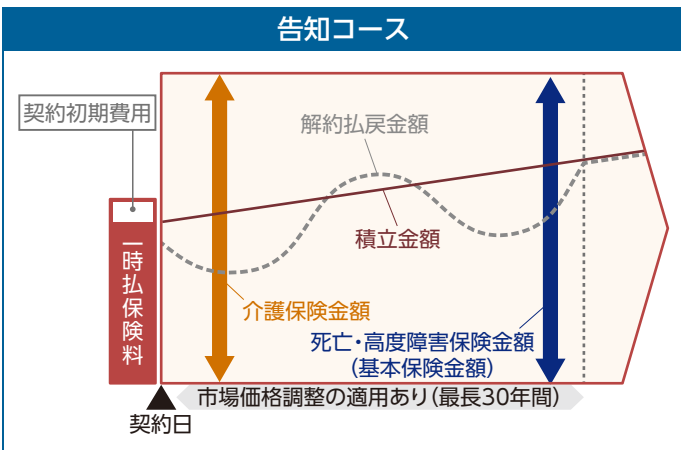 告知コース
契約初期費用
解約払戻金額
積立金額
一時払保険料
介護保険金額
死亡・高度障害保険金額
(基本保険金額)
市場価格調整の適用あり(最長30年間)
契約日